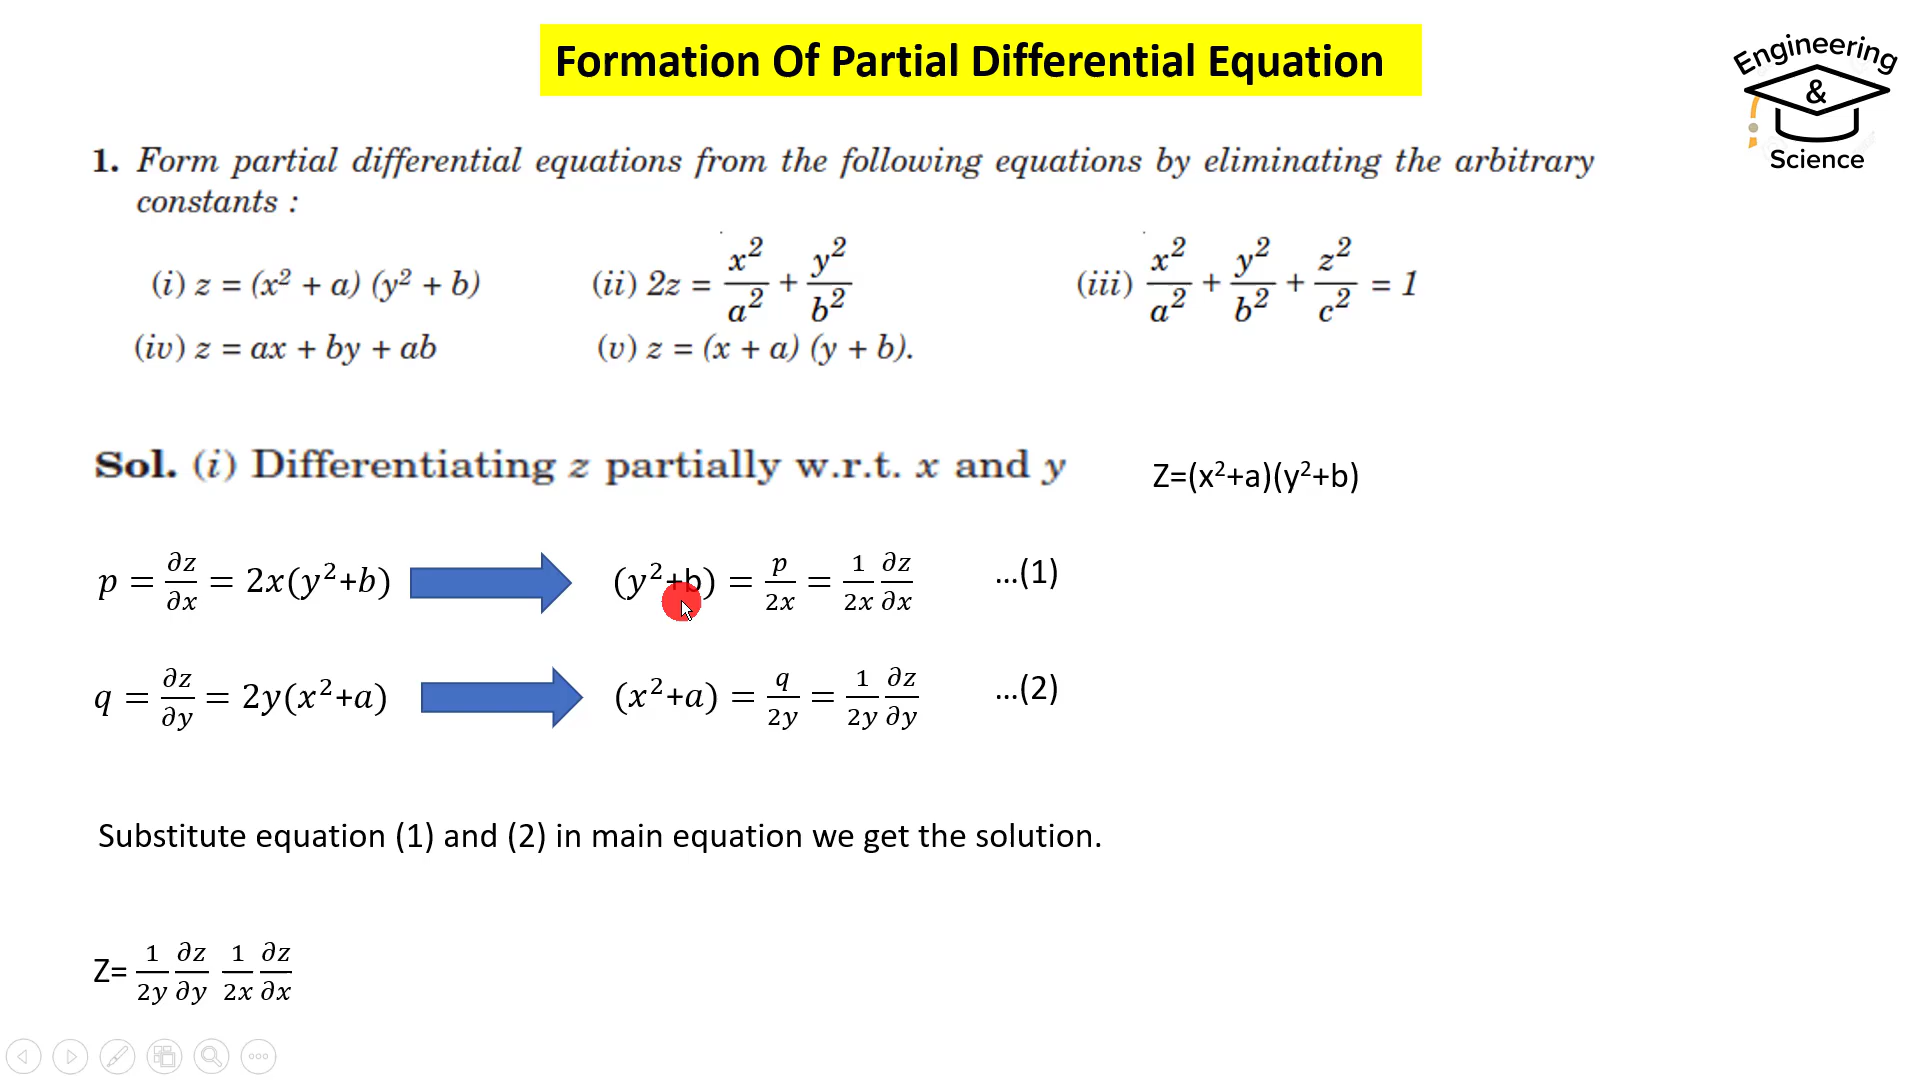 Formation Of Partial Differential Equation
Engineering
&
Science
1. Form partial differential equations from the following equations by eliminating the arbitrary
constants :
(i) z = (x² + a) (y² + b) (ii) 2z = x²/a² + y²/b² (iii) x²/a² + y²/b² + z²/c² = 1
(iv) z = ax + by + ab (v) z = (x + a) (y + b).
Sol. (i) Differentiating z partially w.r.t. x and y Z=(x²+a)(y²+b)
p = ∂z/∂x = 2x(y²+b) (y²+b) = p/2x = 1/2x ∂z/∂x ...(1)
q = ∂z/∂y = 2y(x²+a) (x²+a) = q/2y = 1/2y ∂z/∂y ...(2)
Substitute equation (1) and (2) in main equation we get the solution.
Z= 1/2y ∂z/∂y 1/2x ∂z/∂x